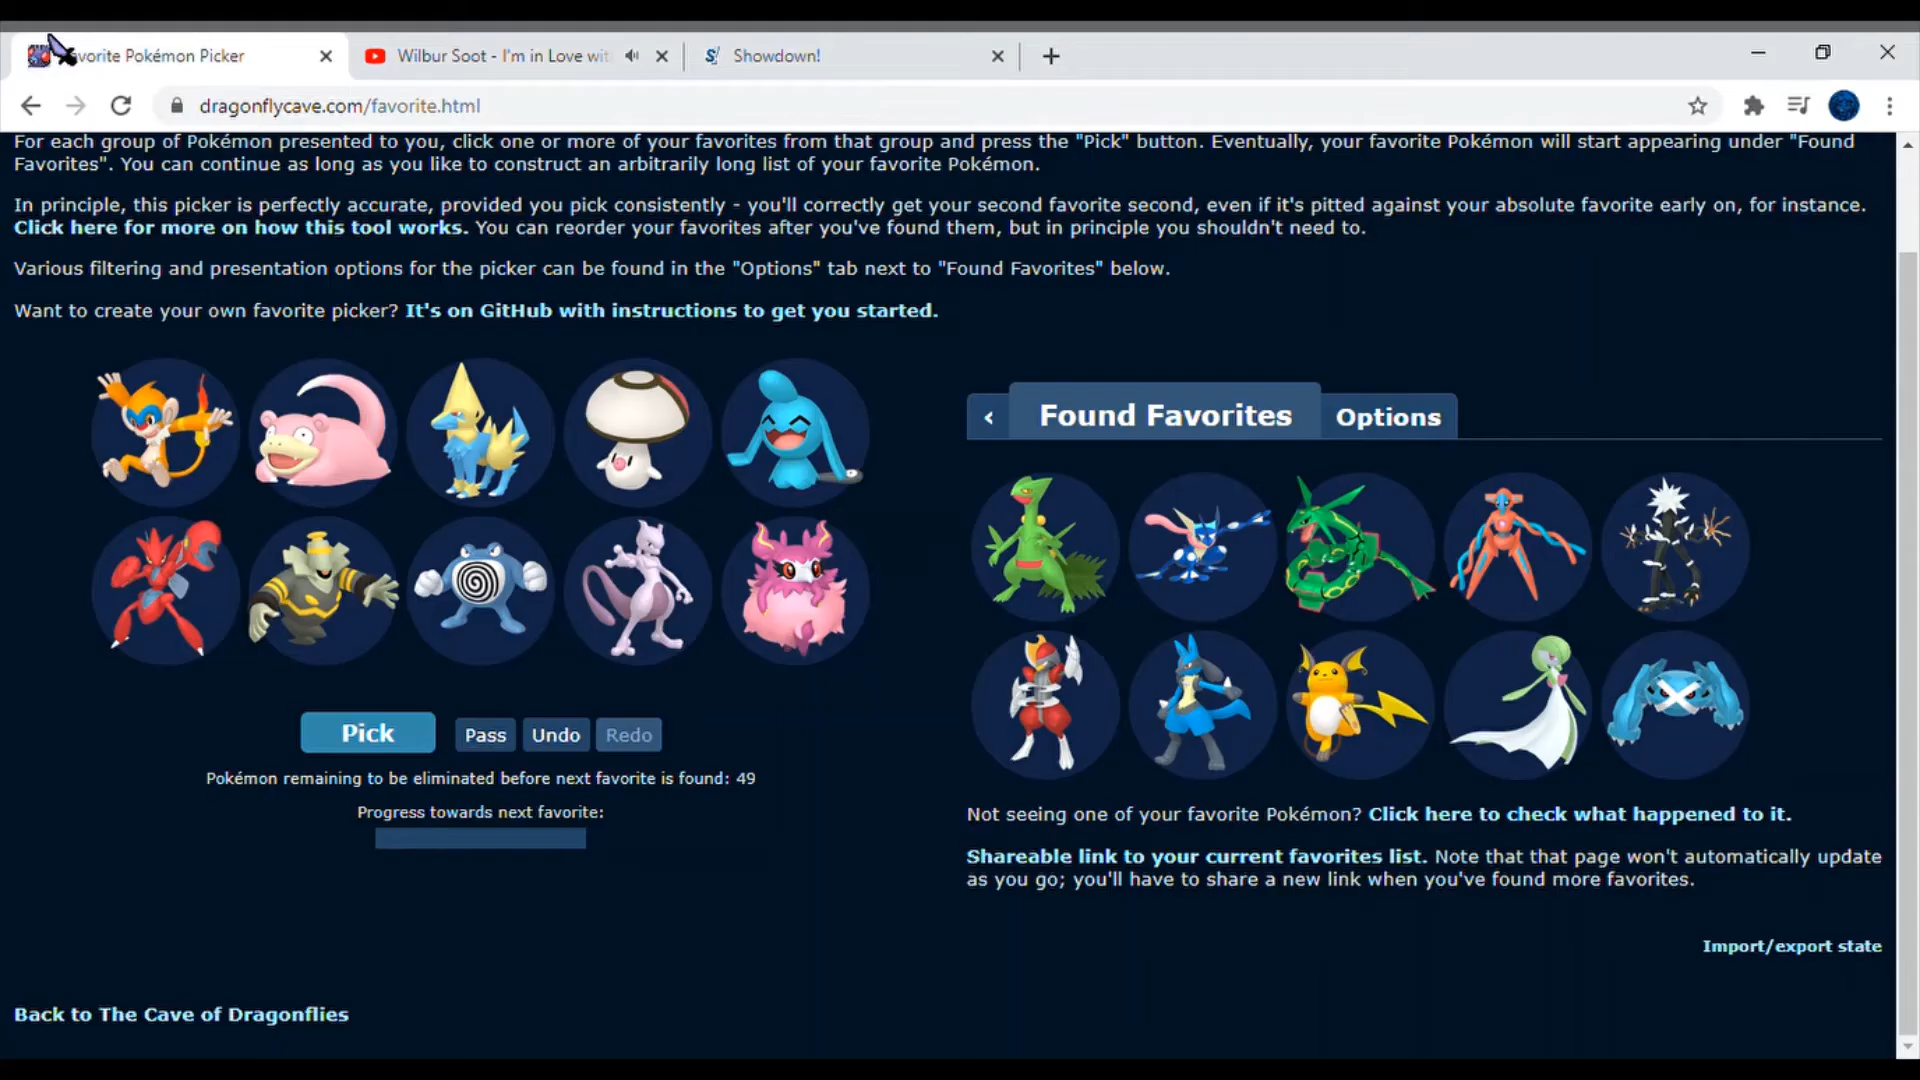 avorite Pokémon Picker
Wilbur Soot - I'm in Love wit
Showdown!
dragonflycave.com/favorite.html
For each group of Pokémon presented to you, click one or more of your favorites from that group and press the "Pick" button. Eventually, your favorite Pokémon will start appearing under "Found
Favorites". You can continue as long as you like to construct an arbitrarily long list of your favorite Pokémon.
In principle, this picker is perfectly accurate, provided you pick consistently - you'll correctly get your second favorite second, even if it's pitted against your absolute favorite early on, for instance.
Click here for more on how this tool works. You can reorder your favorites after you've found them, but in principle you shouldn't need to.
Various filtering and presentation options for the picker can be found in the "Options" tab next to "Found Favorites" below.
Want to create your own favorite picker? It's on GitHub with instructions to get you started.
Found Favorites
Options
Pick
Pass
Undo
Redo
Pokémon remaining to be eliminated before next favorite is found: 49
Progress towards next favorite:
Not seeing one of your favorite Pokémon? Click here to check what happened to it.
Shareable link to your current favorites list. Note that that page won't automatically update
as you go; you'll have to share a new link when you've found more favorites.
Import/export state
Back to The Cave of Dragonflies